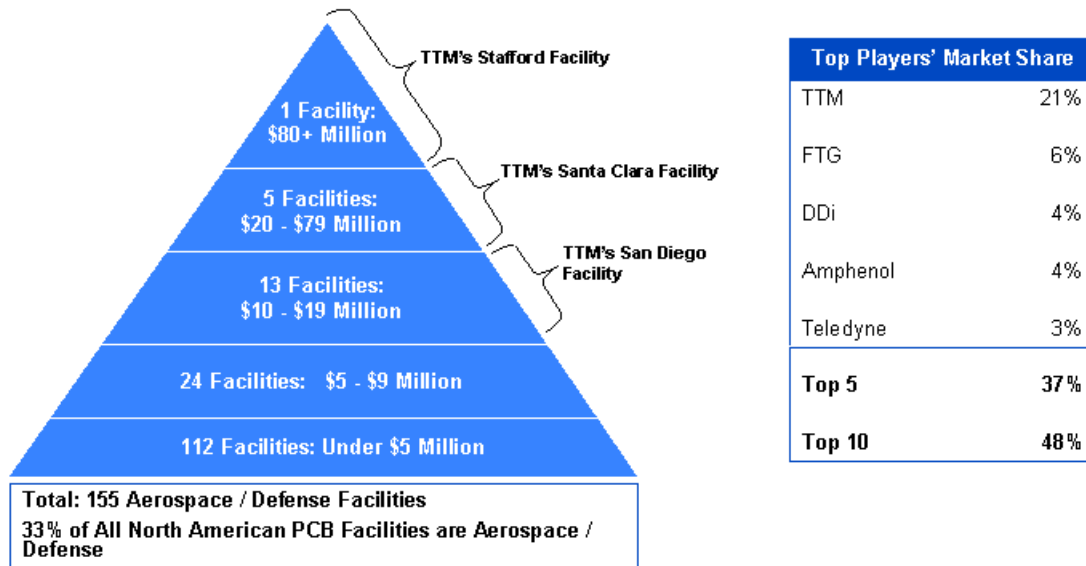 TTM's Stafford Facility
1 Facility:
$80+ Million
TTM's Santa Clara Facility
5 Facilities:
$20 - $79 Million
TTM's San Diego
Facility
13 Facilities:
$10 - $19 Million
24 Facilities: $5 - $9 Million
112 Facilities: Under $5 Million
Total: 155 Aerospace / Defense Facilities
33% of All North American PCB Facilities are Aerospace /
Defense
Top Players' Market Share
TTM 21%
FTG 6%
DDi 4%
Amphenol 4%
Teledyne 3%
Top 5 37%
Top 10 48%